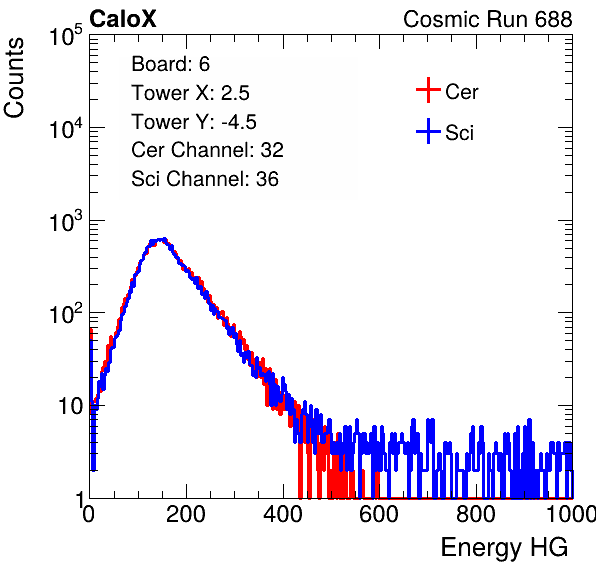 CaloX Cosmic Run 688
Counts
10^5
10^4
10^3
10^2
10
1
Board: 6
Tower X: 2.5
Tower Y: -4.5
Cer Channel: 32
Sci Channel: 36
Cer
Sci
0 200 400 600 800 1000
Energy HG